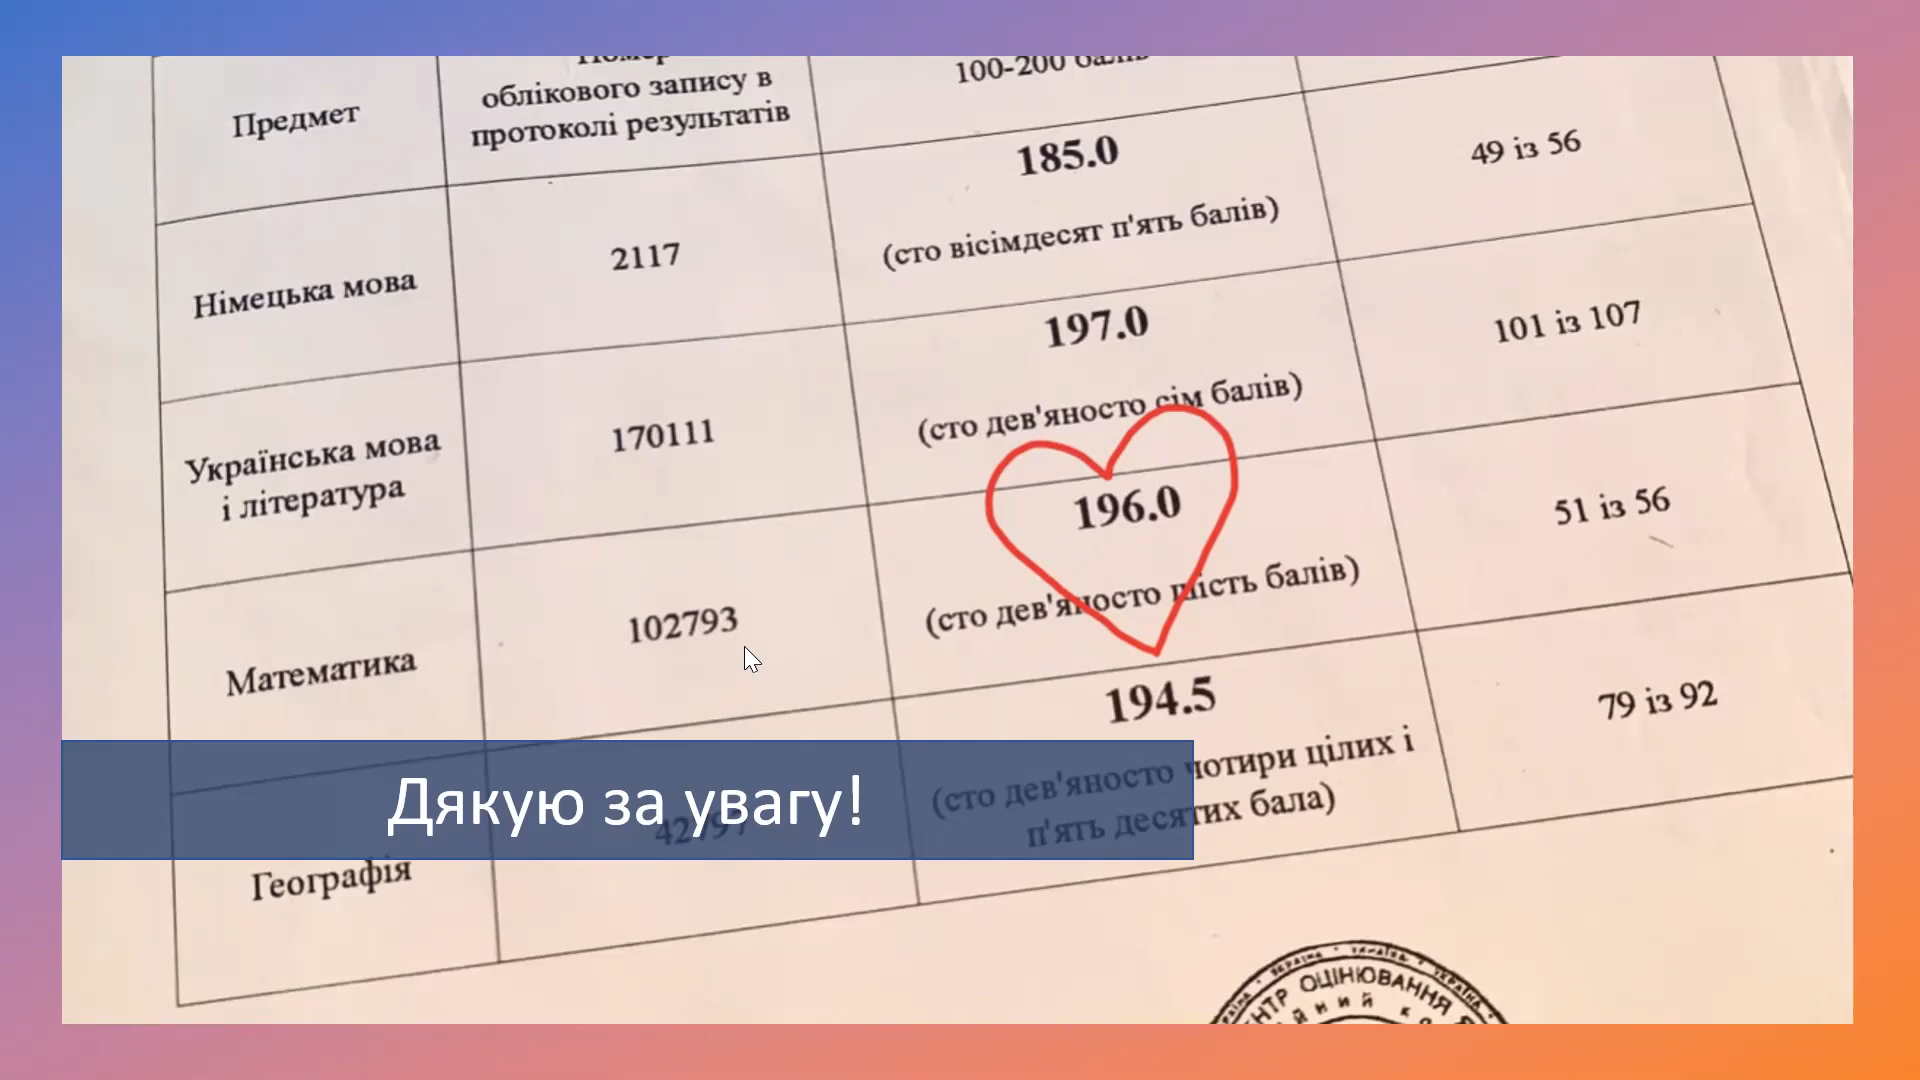 Предмет
облікового запису в
протоколі результатів
100-200 балів
Німецька мова
2117
185.0
(сто вісімдесят п'ять балів)
49 із 56
Українська мова
і література
170111
197.0
(сто дев'яносто сім балів)
101 із 107
Математика
102793
196.0
(сто дев'яносто шість балів)
51 із 56
Географія
194.5
(сто дев'яносто чотири цілих і
п'ять десятих бала)
79 із 92
Дякую за увагу!
ОЦІНЮВАННЯ